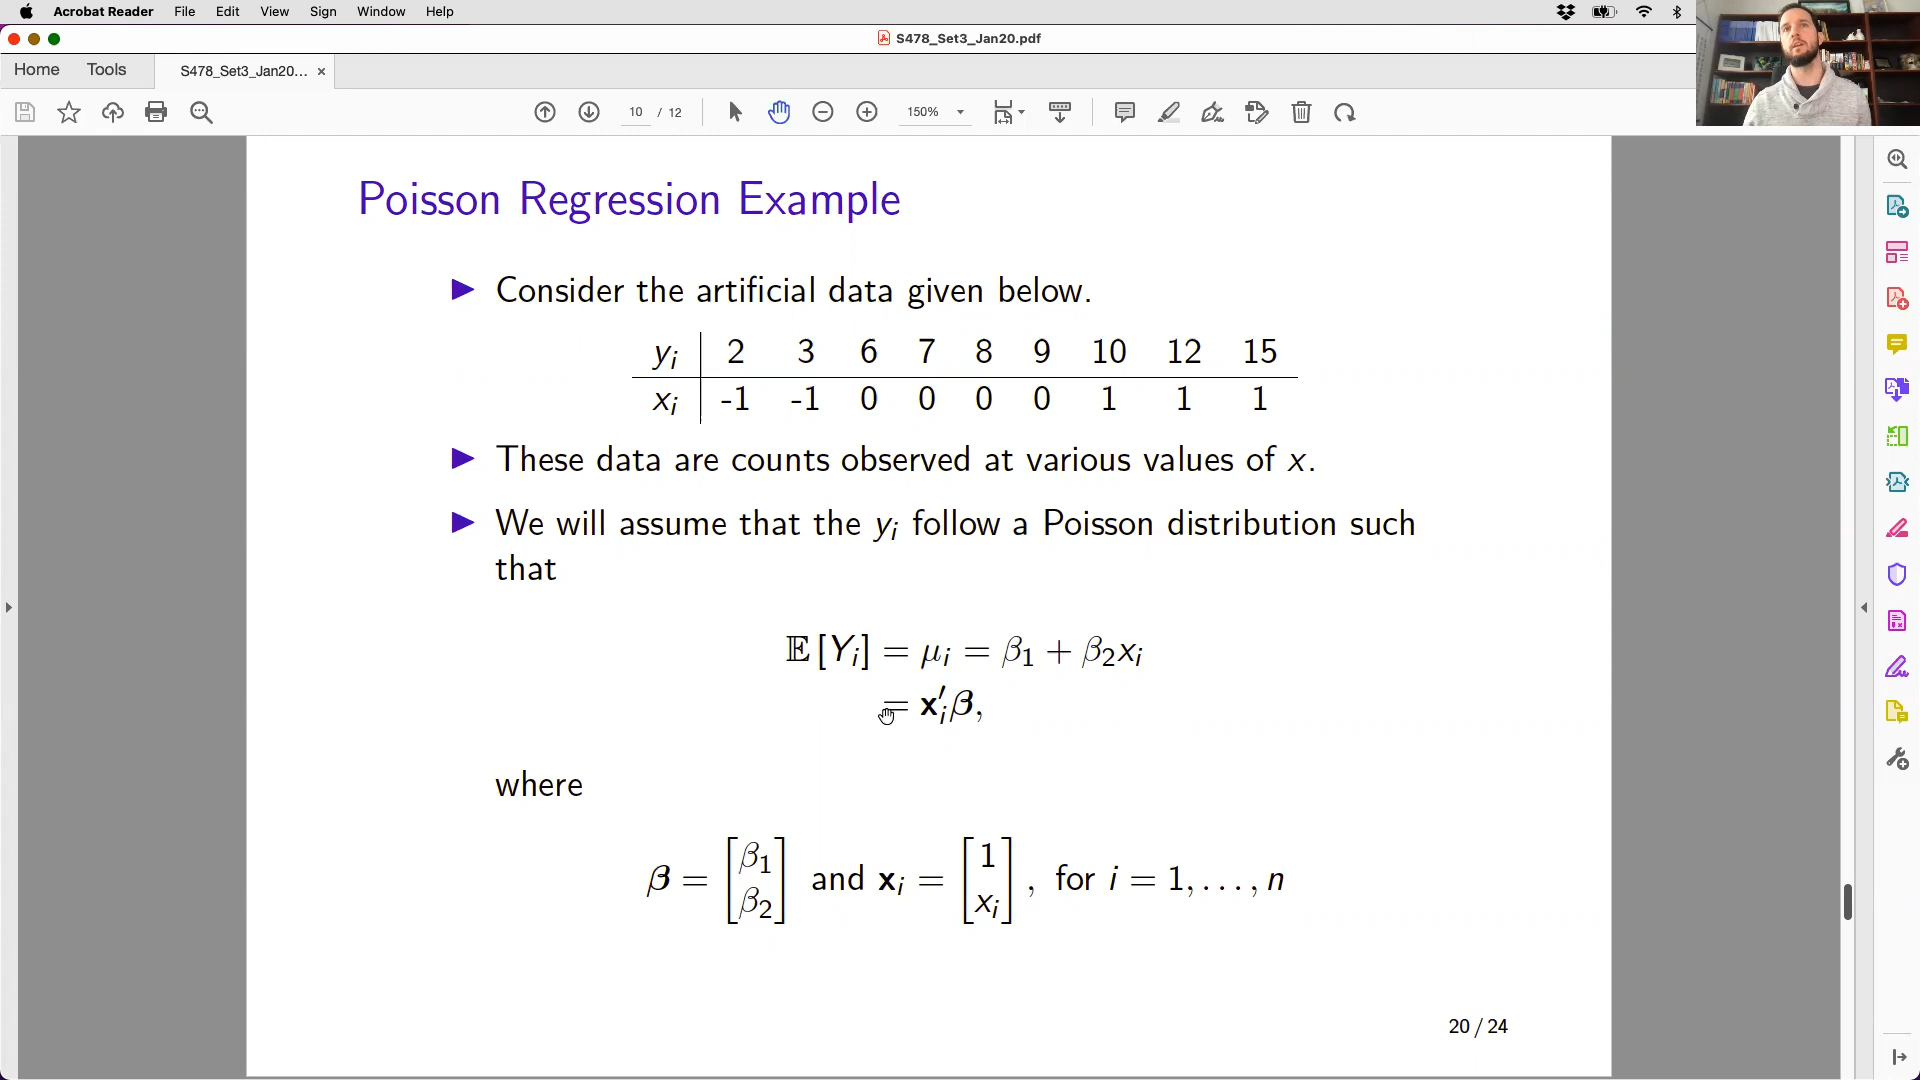 Acrobat Reader File Edit View Sign Window Help
S478_Set3_Jan20.pdf
Home Tools S478_Set3_Jan20... ×
10 / 12 150%
Poisson Regression Example
▶ Consider the artificial data given below.
yᵢ 2 3 6 7 8 9 10 12 15
xᵢ -1 -1 0 0 0 0 1 1 1
▶ These data are counts observed at various values of x.
▶ We will assume that the yᵢ follow a Poisson distribution such
that
𝔼 [Yᵢ] = μᵢ = β₁ + β₂xᵢ
= x′ᵢβ,
where
β = [β₁ β₂] and xᵢ = [1 xᵢ] , for i = 1, . . . , n
20 / 24